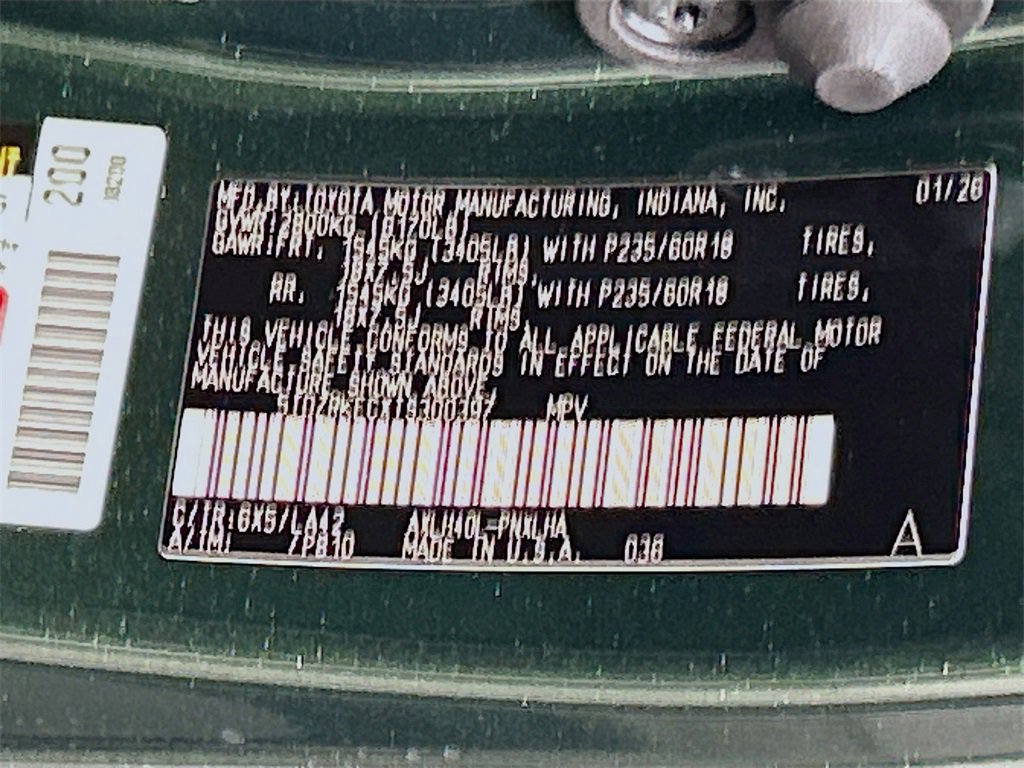 200
MFD.BY:TOYOTA MOTOR MANUFACTURING, INDIANA, INC. 01/26
GVWR:2800KG (6170LB)
GAWR:FRT. 1545KG (3405LB) WITH P235/60R18 TIRES,
18X7.5J RIMS,
RR. 1545KG (3405LB) WITH P235/60R18 TIRES,
18X7.5J RIMS,
THIS VEHICLE CONFORMS TO ALL APPLICABLE FEDERAL MOTOR
VEHICLE SAFETY STANDARDS IN EFFECT ON THE DATE OF
MANUFACTURE SHOWN ABOVE.
MPV
C/TR:6X5/LA42 AXLH40L-PNXLHA
A/TM: /P810 MADE IN U.S.A. 038
A